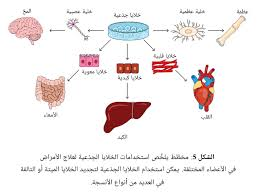 المخ
خلية عصبية
خلايا جذعية
خلية عظمية
عظمة
خلايا معوية
خلايا كبدية
خلايا قلبية
الأمعاء
الكبد
القلب
الشكل 5: مخطط يلخّص استخدامات الخلايا الجذعية لعلاج الأمراض
في الأعضاء المختلفة. يمكن استخدام الخلايا الجذعية لتجديد الخلايا الميتة أو التالفة
في العديد من أنواع الأنسجة.